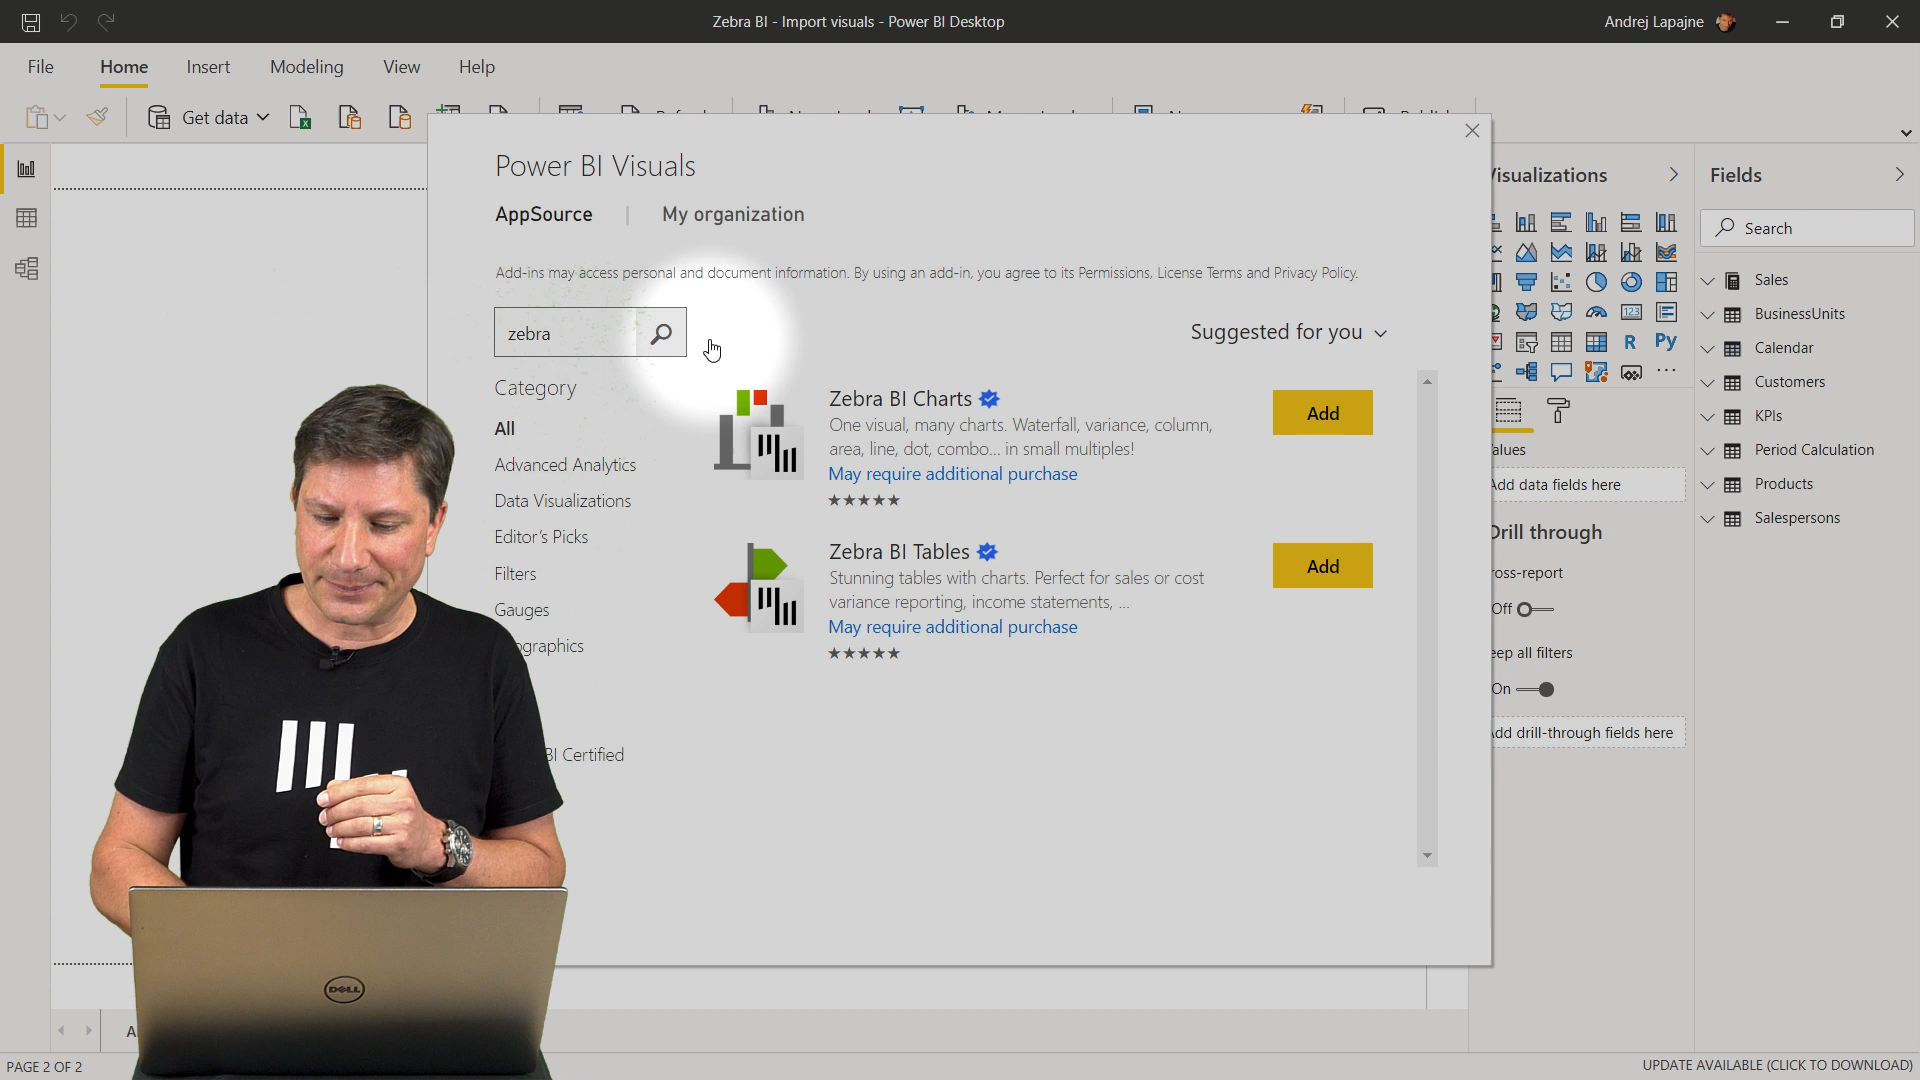 Zebra BI - Import visuals - Power BI Desktop
Andrej Lapajne
File
Home
Insert
Modeling
View
Help
Get data
Power BI Visuals
AppSource | My organization
Add-ins may access personal and document information. By using an add-in, you agree to its Permissions, License Terms and Privacy Policy.
zebra
Suggested for you
Category
All
Advanced Analytics
Data Visualizations
Editor's Picks
Filters
Gauges
ographics
BI Certified
Zebra BI Charts
One visual, many charts. Waterfall, variance, column,
area, line, dot, combo... in small multiples!
May require additional purchase
★★★★★
Add
Zebra BI Tables
Stunning tables with charts. Perfect for sales or cost
variance reporting, income statements, ...
May require additional purchase
★★★★★
Add
isualizations
123
R
Py
alues
Add data fields here
Drill through
ross-report
Off
eep all filters
On
Add drill-through fields here
Fields
Search
Sales
BusinessUnits
Calendar
Customers
KPIs
Period Calculation
Products
Salespersons
DELL
A
PAGE 2 OF 2
UPDATE AVAILABLE (CLICK TO DOWNLOAD)